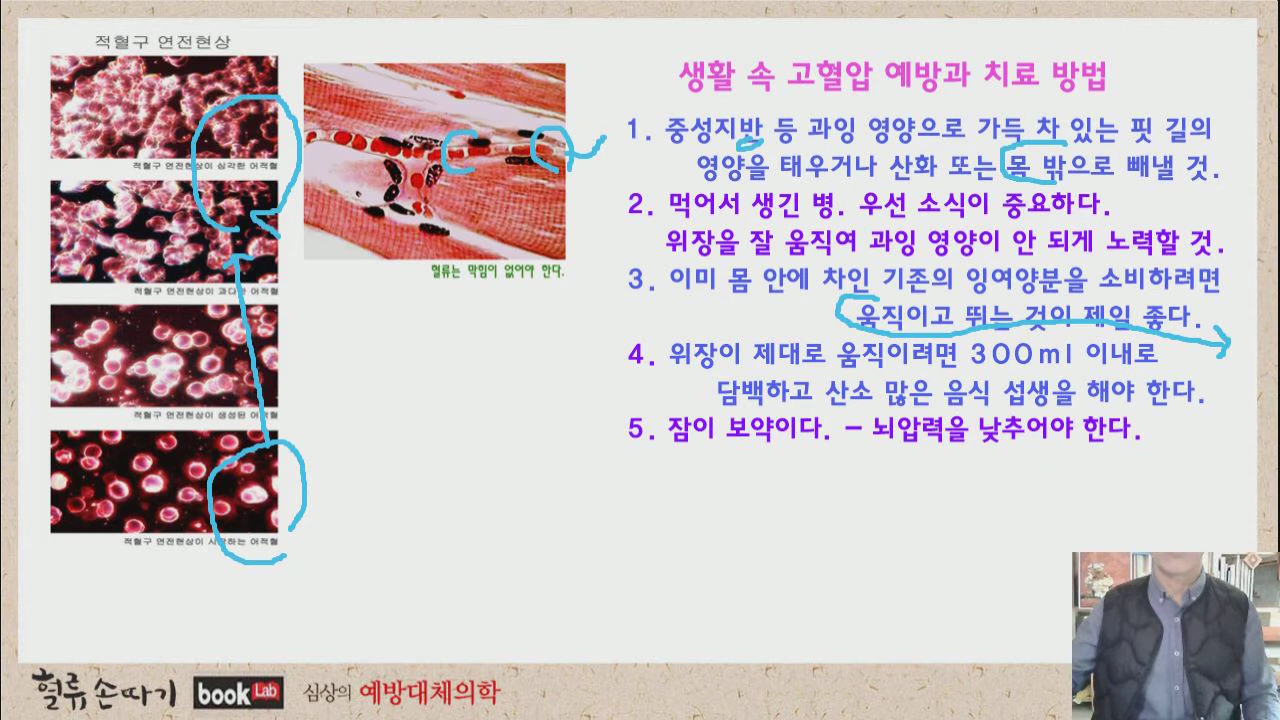 적혈구 연전현상
적혈구 연전현상이 심각한 어적혈
적혈구 연전현상이 과다한 어적혈
적혈구 연전현상이 생성된 어적혈
적혈구 연전현상이 시작하는 어적혈
혈류는 막힘이 없어야 한다.
생활 속 고혈압 예방과 치료 방법
1. 중성지반 등 과잉 영양으로 가득 차 있는 핏 길의
영양을 태우거나 산화 또는 몸 밖으로 빼낼 것.
2. 먹어서 생긴 병. 우선 소식이 중요하다.
위장을 잘 움직여 과잉 영양이 안 되게 노력할 것.
3. 이미 몸 안에 차인 기존의 잉여양분을 소비하려면
움직이고 뛰는 것이 제일 좋다.
4. 위장이 제대로 움직이려면 300ml 이내로
담백하고 산소 많은 음식 섭생을 해야 한다.
5. 잠이 보약이다. - 뇌압력을 낮추어야 한다.
혈류 손따기 book Lab 심상의 예방대체의학